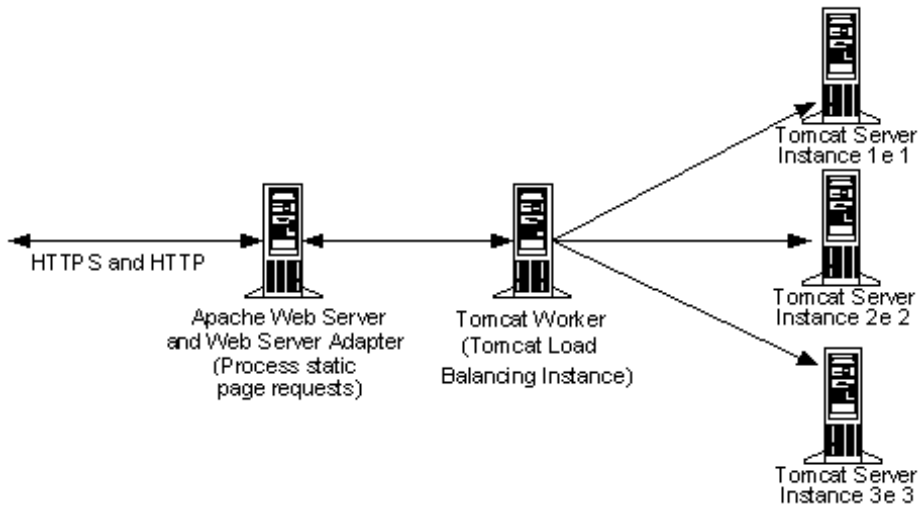 Tomcat Server
Instance 1e 1
HTTPS and HTTP
Apache Web Server
and Web Server Adapter
(Process static
page requests)
Tomcat Worker
(Tomcat Load
Balancing Instance)
Tomcat Server
Instance 2e 2
Tomcat Server
Instance 3e 3